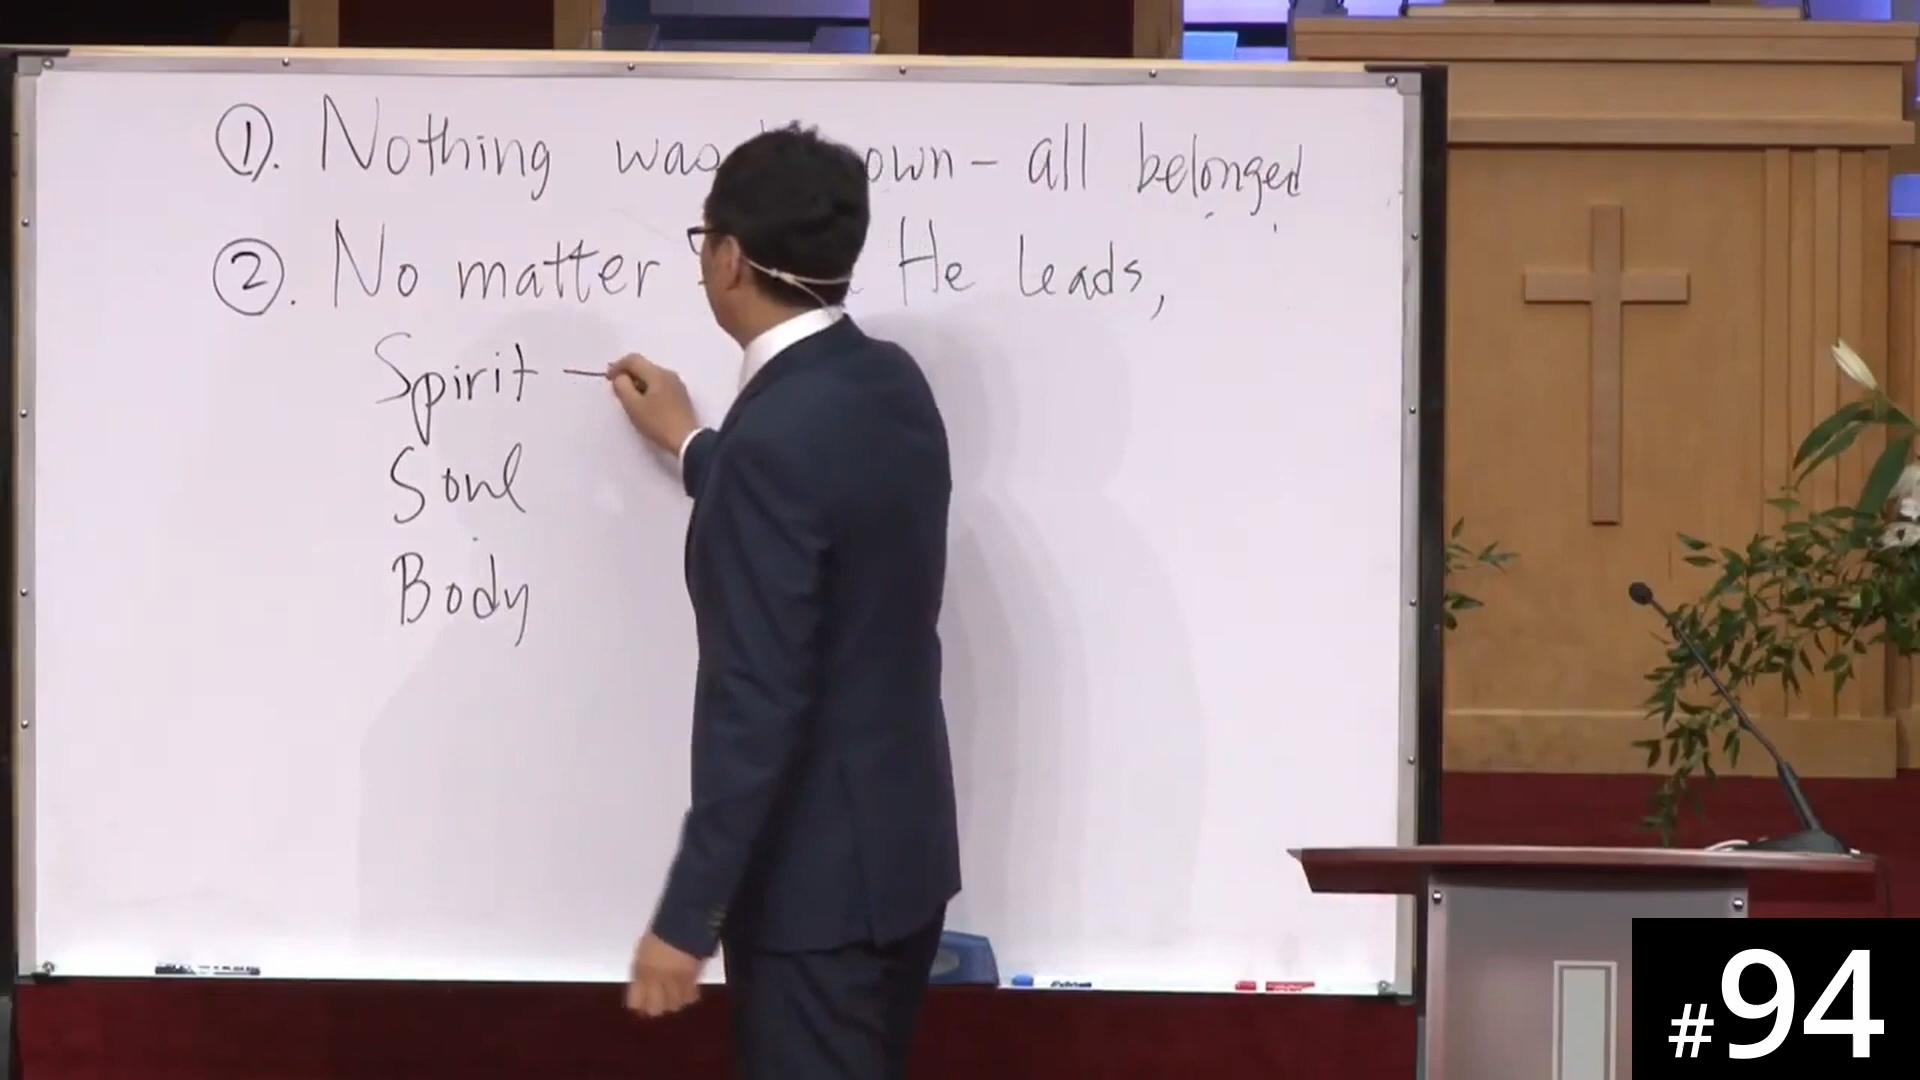 ①. Nothing was own - all belonged
②. No matter He leads,
Spirit —
Soul
Body
#94